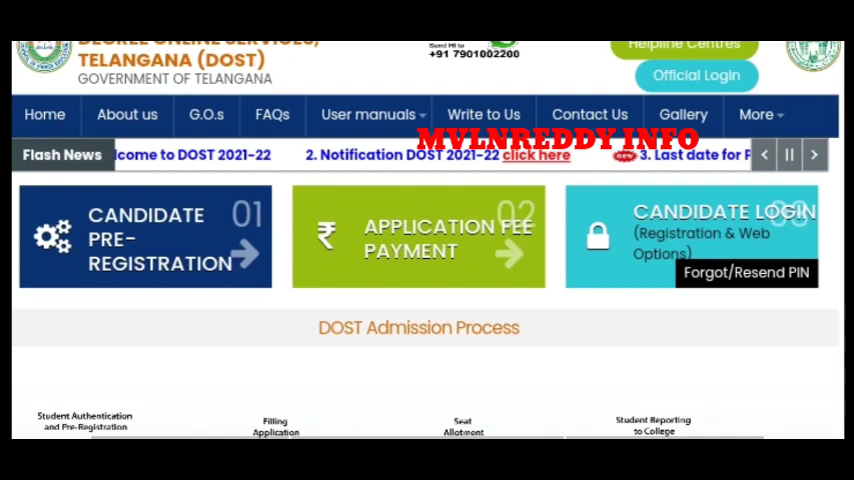 DEGREE ONLINE SERVICES,
TELANGANA (DOST)
GOVERNMENT OF TELANGANA
+91 7901002200
Helpline Centres
Official Login
Home About us G.O.s FAQs User manuals Write to Us Contact Us Gallery More
MVLNREDDY INFO
Flash News lcome to DOST 2021-22 2. Notification DOST 2021-22 click here new 3. Last date for P
CANDIDATE
PRE-
REGISTRATION
01
APPLICATION FEE
PAYMENT
02
CANDIDATE LOGIN
(Registration & Web
Options)
03
Forgot/Resend PIN
DOST Admission Process
Student Authentication
and Pre-Registration
Filling
Application
Seat
Allotment
Student Reporting
to College